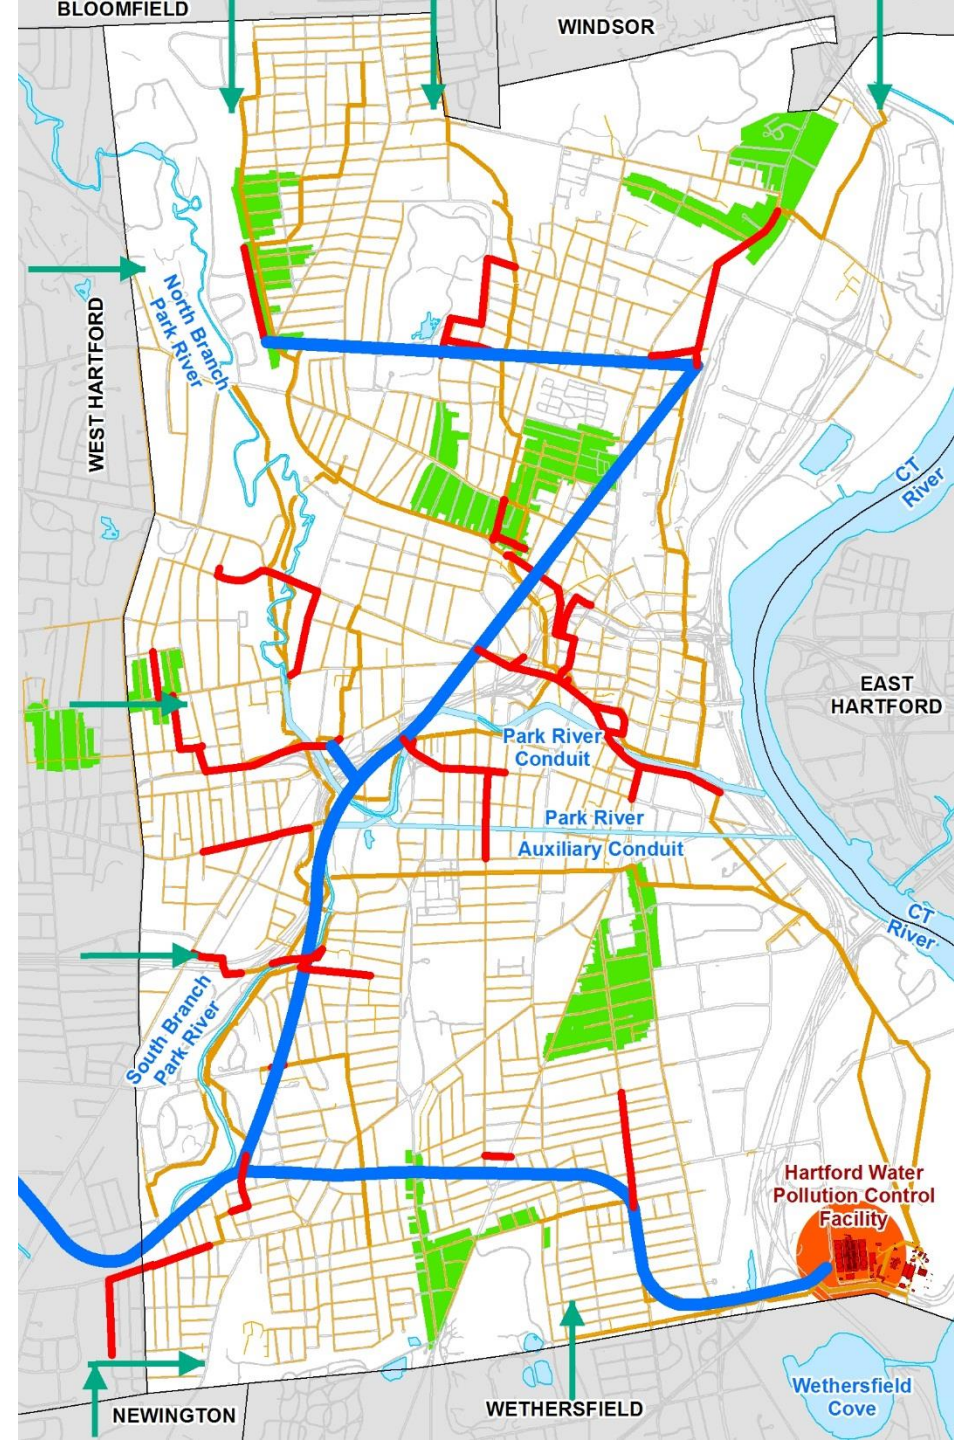 BLOOMFIELD
WINDSOR
North Branch
Park River
WEST HARTFORD
CT
River
EAST
HARTFORD
Park River
Conduit
Park River
Auxiliary Conduit
CT
River
South Branch
Park River
Hartford Water
Pollution Control
Facility
Wethersfield
Cove
WETHERSFIELD
NEWINGTON